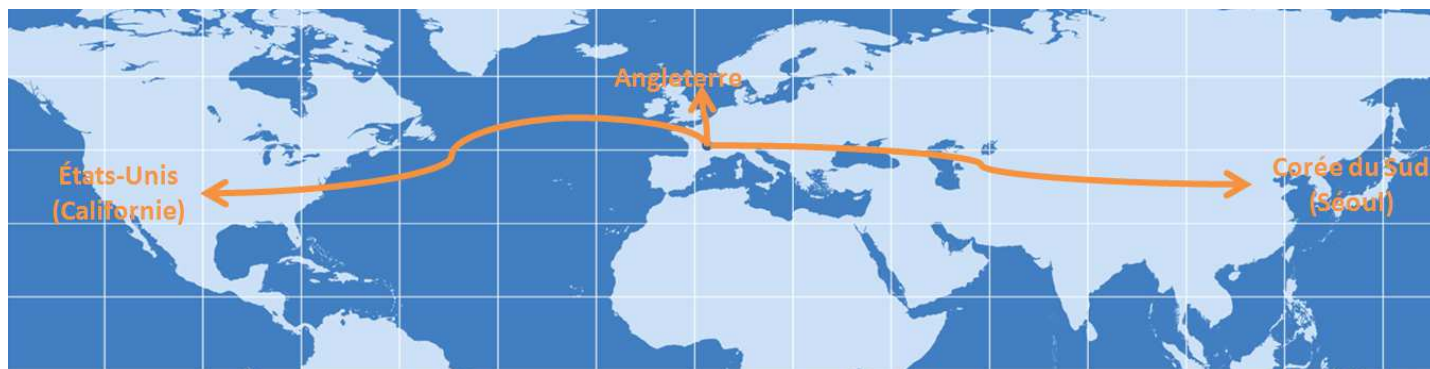 Angleterre
États-Unis
(Californie)
Corée du Sud
(Séoul)